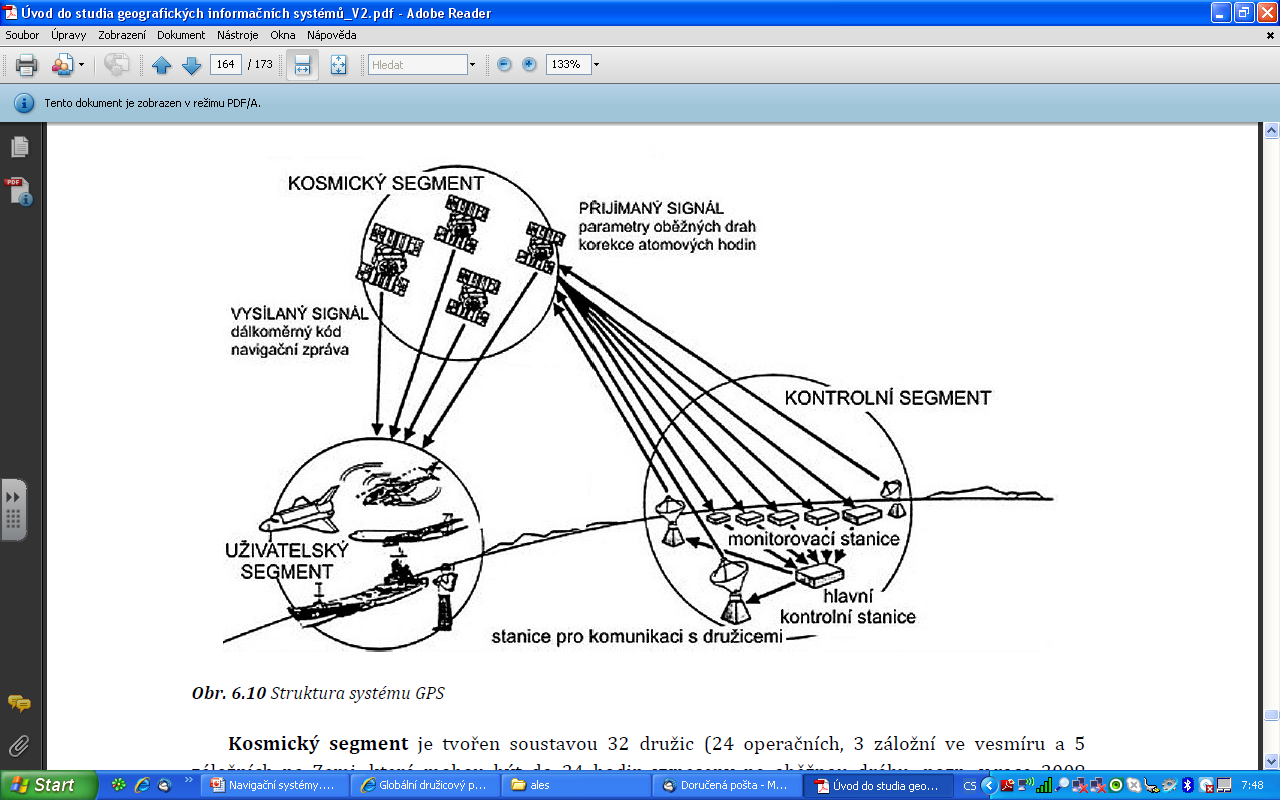 Úvod do studia geografických informačních systémů_V2.pdf - Adobe Reader
Soubor Úpravy Zobrazení Dokument Nástroje Okna Nápověda
164 / 173 Hledat 133%
Tento dokument je zobrazen v režimu PDF/A.
KOSMICKÝ SEGMENT
PŘIJÍMANÝ SIGNÁL
parametry oběžných drah
korekce atomových hodin
VYSÍLANÝ SIGNÁL
dálkoměrný kód
navigační zpráva
KONTROLNÍ SEGMENT
UŽIVATELSKÝ
SEGMENT
monitorovací stanice
hlavní
kontrolní stanice
stanice pro komunikaci s družicemi
Obr. 6.10 Struktura systému GPS
Kosmický segment je tvořen soustavou 32 družic (24 operačních, 3 záložní ve vesmíru a 5
Start Navigační systémy.... Globální družicový p... ales Doručená pošta - M... Úvod do studia geo... CS 7:48